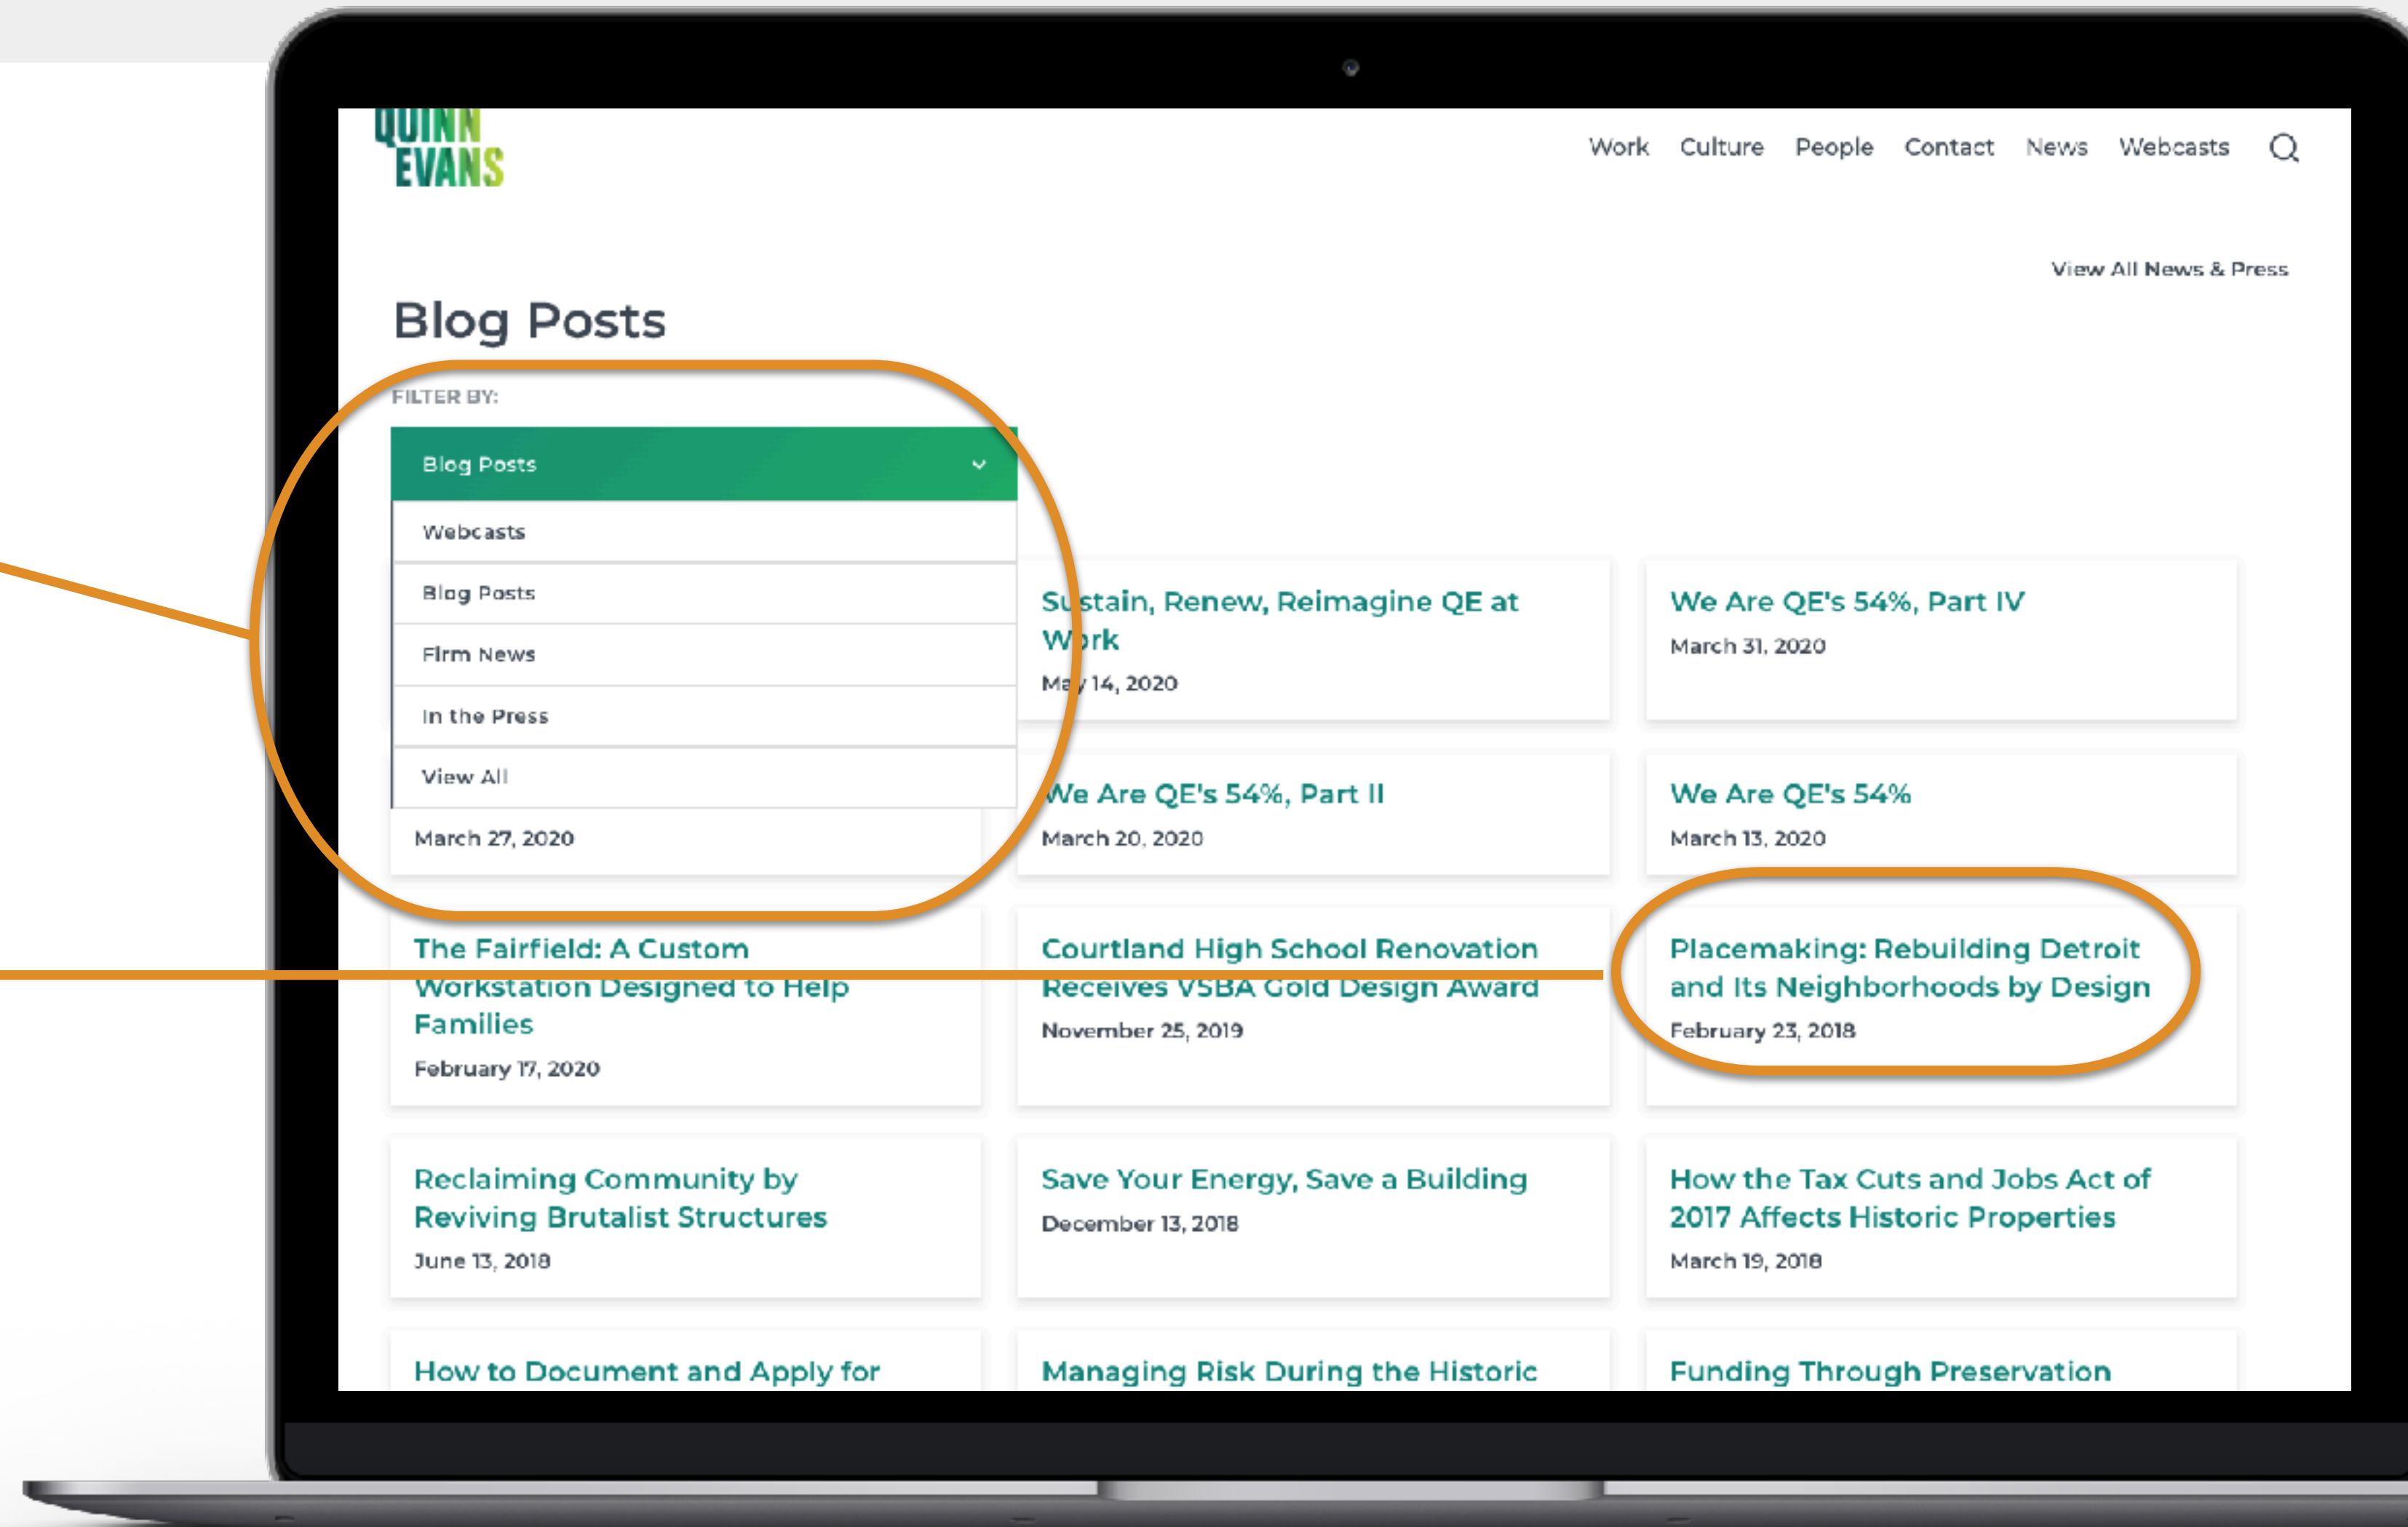 QUINN
EVANS
Work Culture People Contact News Webcasts
View All News & Press
Blog Posts
FILTER BY:
Blog Posts
Webcasts
Blog Posts
Firm News
In the Press
View All
March 27, 2020
Sustain, Renew, Reimagine QE at
Work
May 14, 2020
We Are QE's 54%, Part IV
March 31, 2020
We Are QE's 54%, Part II
March 20, 2020
We Are QE's 54%
March 13, 2020
The Fairfield: A Custom
Workstation Designed to Help
Families
February 17, 2020
Courtland High School Renovation
Receives VSBA Gold Design Award
November 25, 2019
Placemaking: Rebuilding Detroit
and Its Neighborhoods by Design
February 23, 2018
Reclaiming Community by
Reviving Brutalist Structures
June 13, 2018
Save Your Energy, Save a Building
December 13, 2018
How the Tax Cuts and Jobs Act of
2017 Affects Historic Properties
March 19, 2018
How to Document and Apply for
Managing Risk During the Historic
Funding Through Preservation